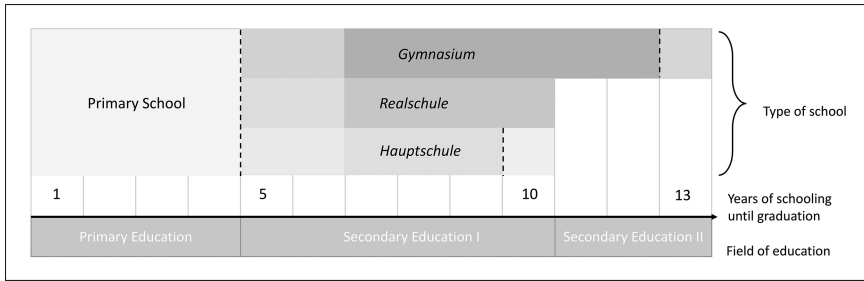 Gymnasium
Primary School
Realschule
Type of school
Hauptschule
1 5 10 13
Years of schooling
until graduation
Primary Education Secondary Education I Secondary Education II
Field of education